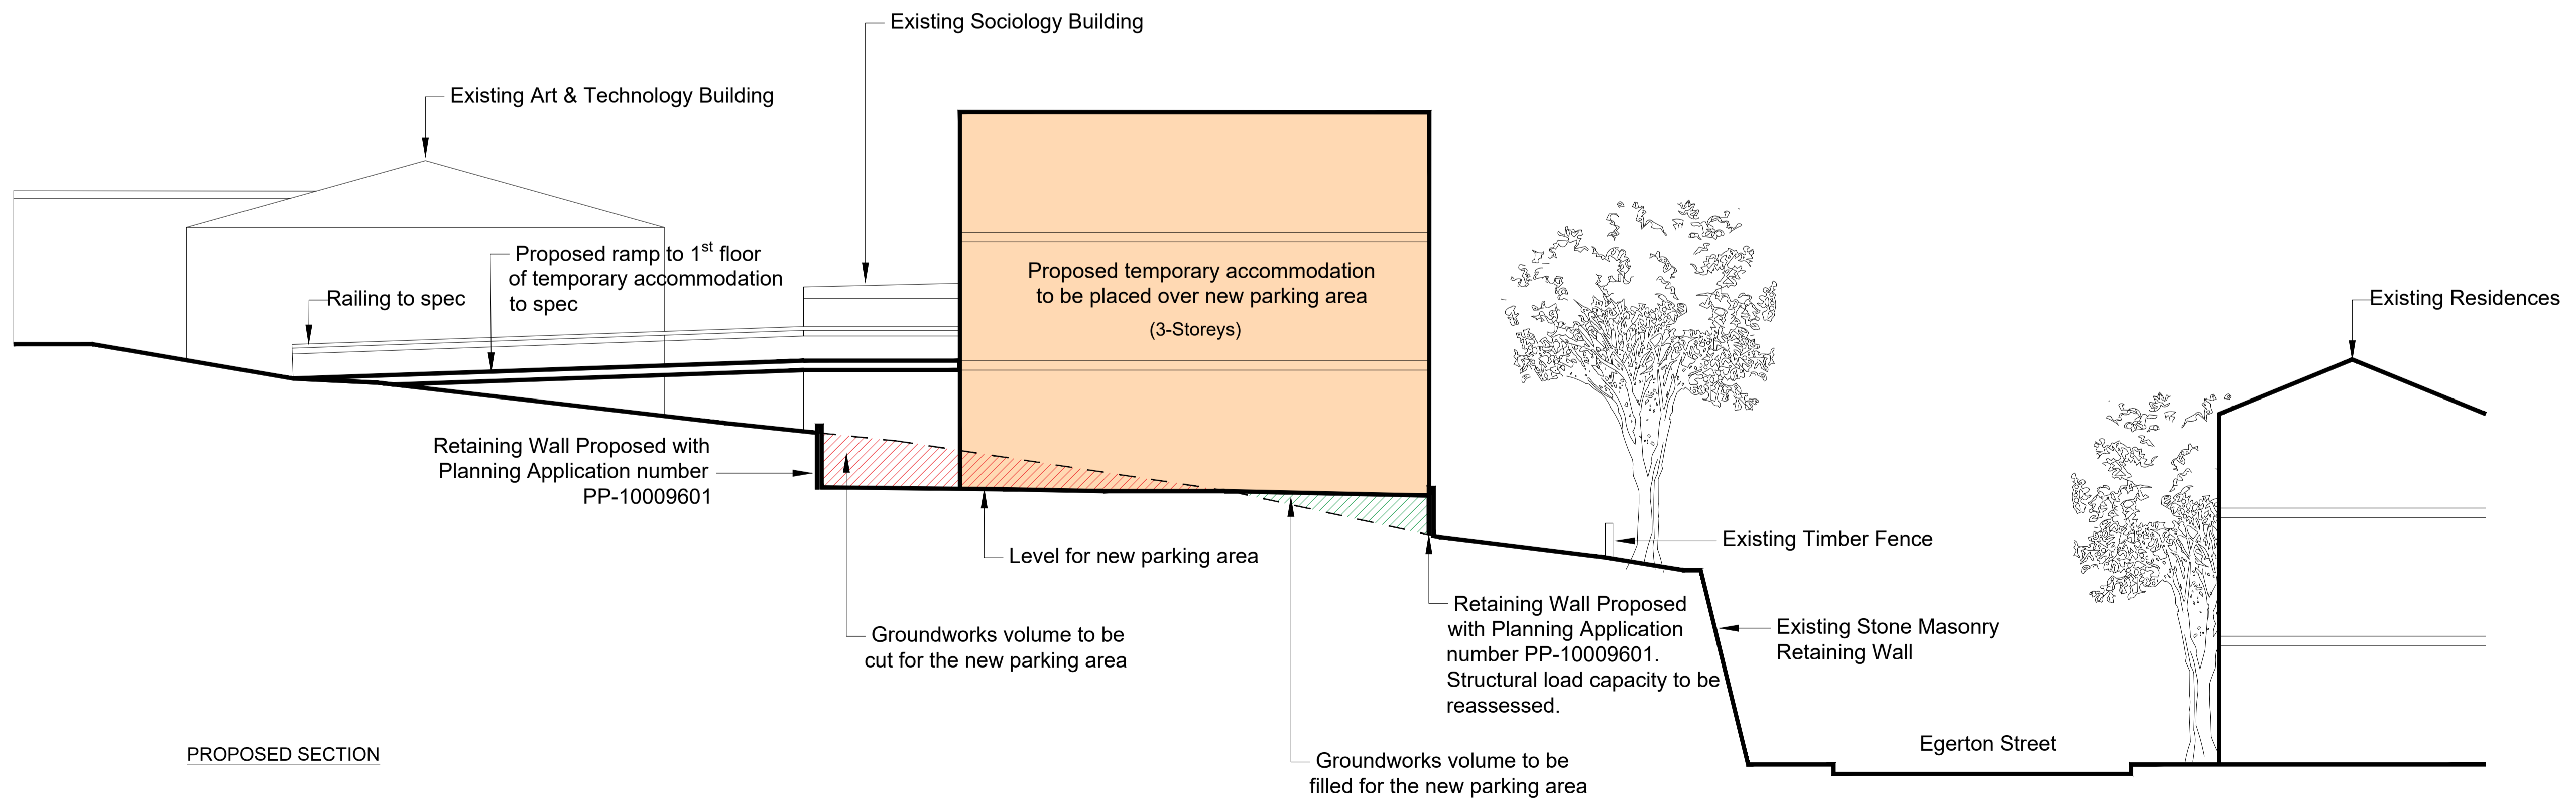 Existing Sociology Building
Existing Art & Technology Building
Proposed ramp to 1st floor
of temporary accommodation
to spec
Railing to spec
Proposed temporary accommodation
to be placed over new parking area
(3-Storeys)
Existing Residences
Retaining Wall Proposed with
Planning Application number
PP-10009601
Level for new parking area
Existing Timber Fence
Groundworks volume to be
cut for the new parking area
Retaining Wall Proposed
with Planning Application
number PP-10009601.
Structural load capacity to be
reassessed.
Existing Stone Masonry
Retaining Wall
Egerton Street
PROPOSED SECTION
Groundworks volume to be
filled for the new parking area